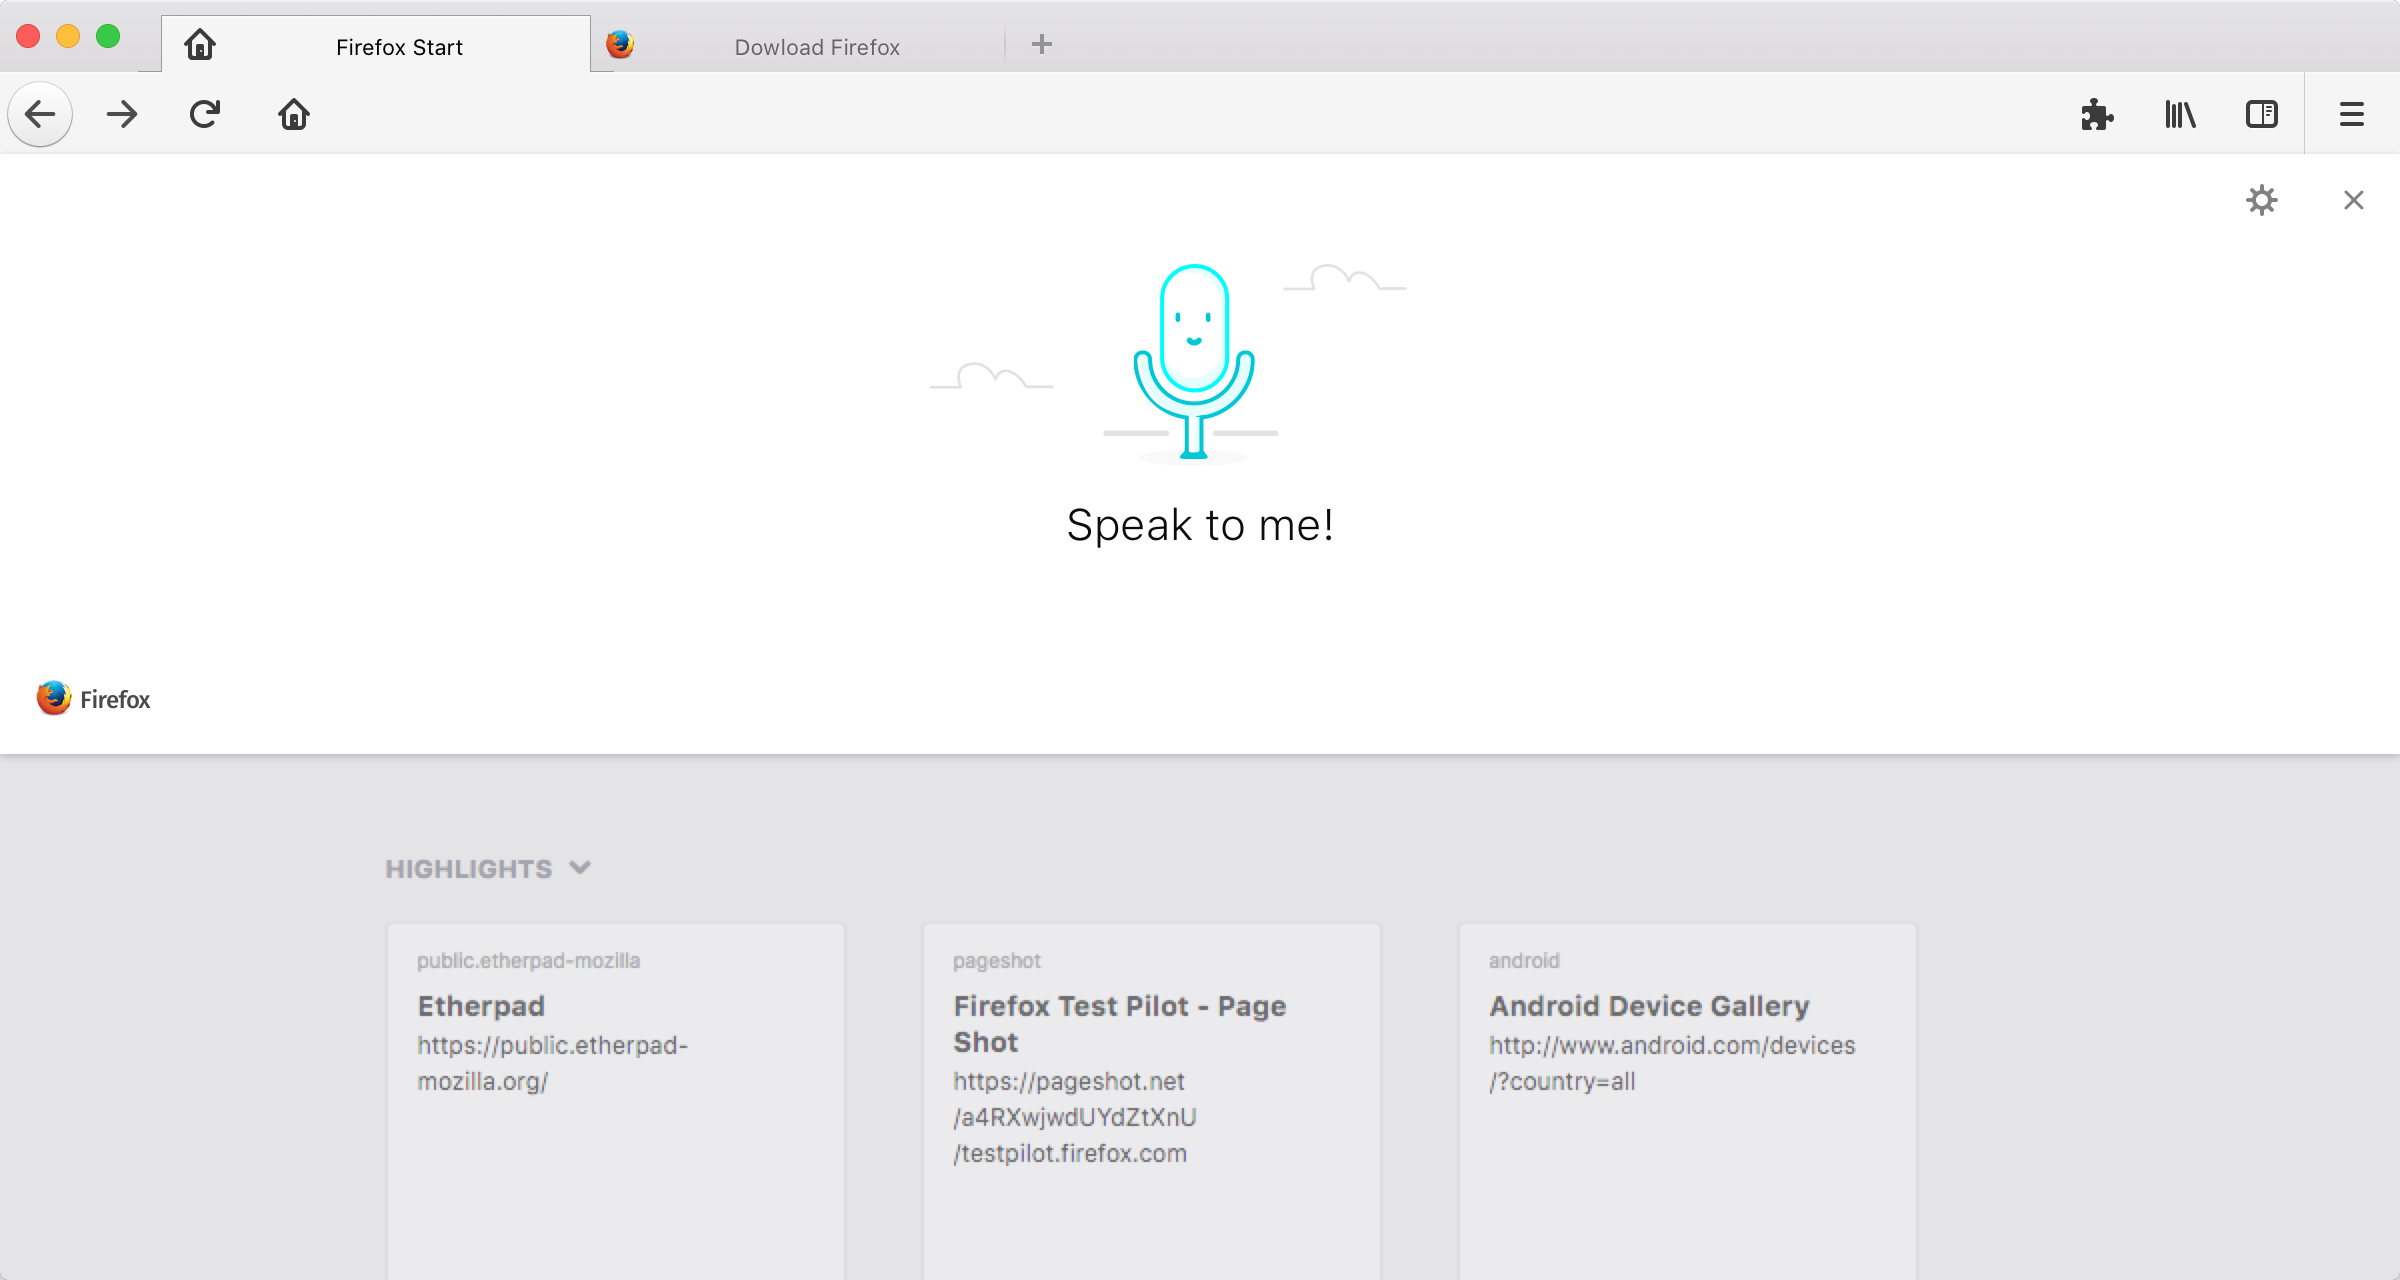 Firefox Start
Dowload Firefox
Speak to me!
Firefox
HIGHLIGHTS
public.etherpad-mozilla
Etherpad
https://public.etherpad-
mozilla.org/
pageshot
Firefox Test Pilot - Page
Shot
https://pageshot.net
/a4RXwjwdUYdZtXnU
/testpilot.firefox.com
android
Android Device Gallery
http://www.android.com/devices
/?country=all